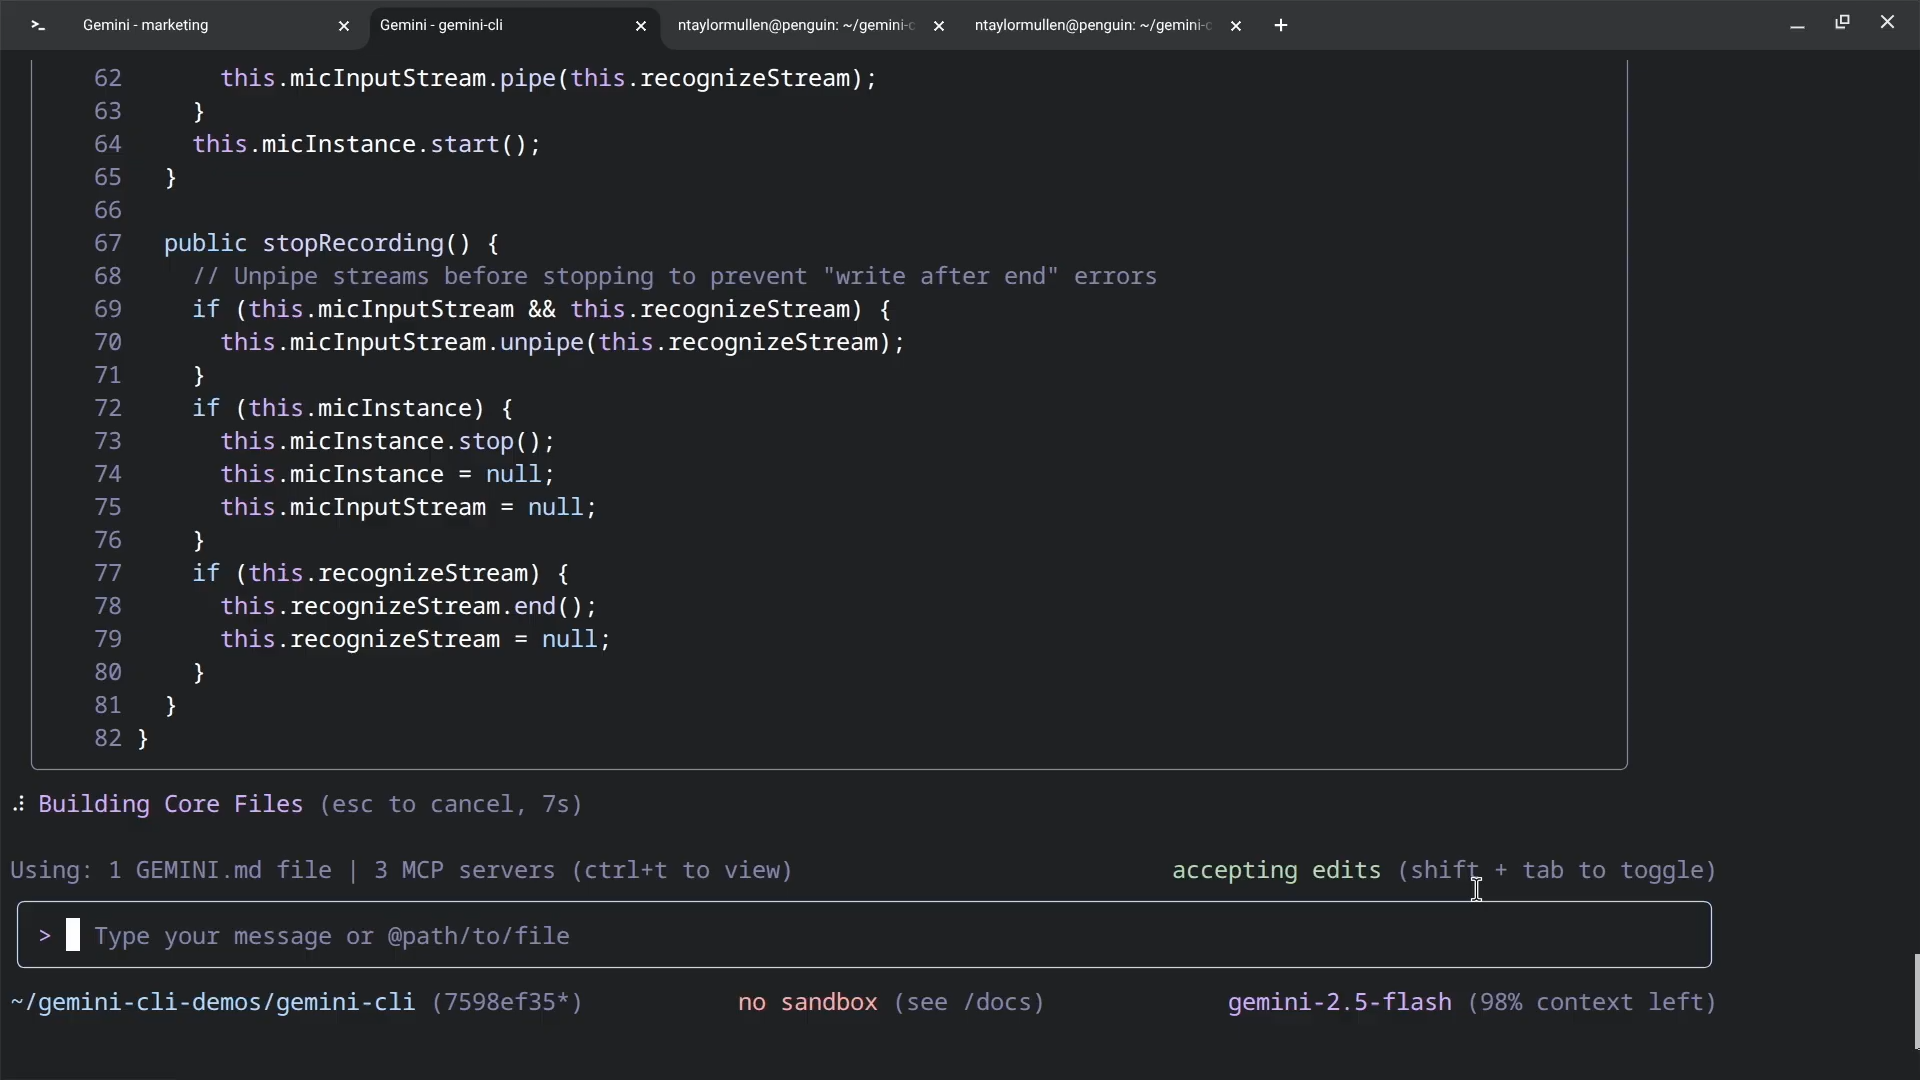 Gemini - marketing
Gemini - gemini-cli
ntaylormullen@penguin: ~/gemini-c
ntaylormullen@penguin: ~/gemini-c
62 this.micInputStream.pipe(this.recognizeStream);
63 }
64 this.micInstance.start();
65 }
66
67 public stopRecording() {
68 // Unpipe streams before stopping to prevent "write after end" errors
69 if (this.micInputStream && this.recognizeStream) {
70 this.micInputStream.unpipe(this.recognizeStream);
71 }
72 if (this.micInstance) {
73 this.micInstance.stop();
74 this.micInstance = null;
75 this.micInputStream = null;
76 }
77 if (this.recognizeStream) {
78 this.recognizeStream.end();
79 this.recognizeStream = null;
80 }
81 }
82 }
Building Core Files (esc to cancel, 7s)
Using: 1 GEMINI.md file | 3 MCP servers (ctrl+t to view) accepting edits (shift + tab to toggle)
> Type your message or @path/to/file
~/gemini-cli-demos/gemini-cli (7598ef35*) no sandbox (see /docs) gemini-2.5-flash (98% context left)